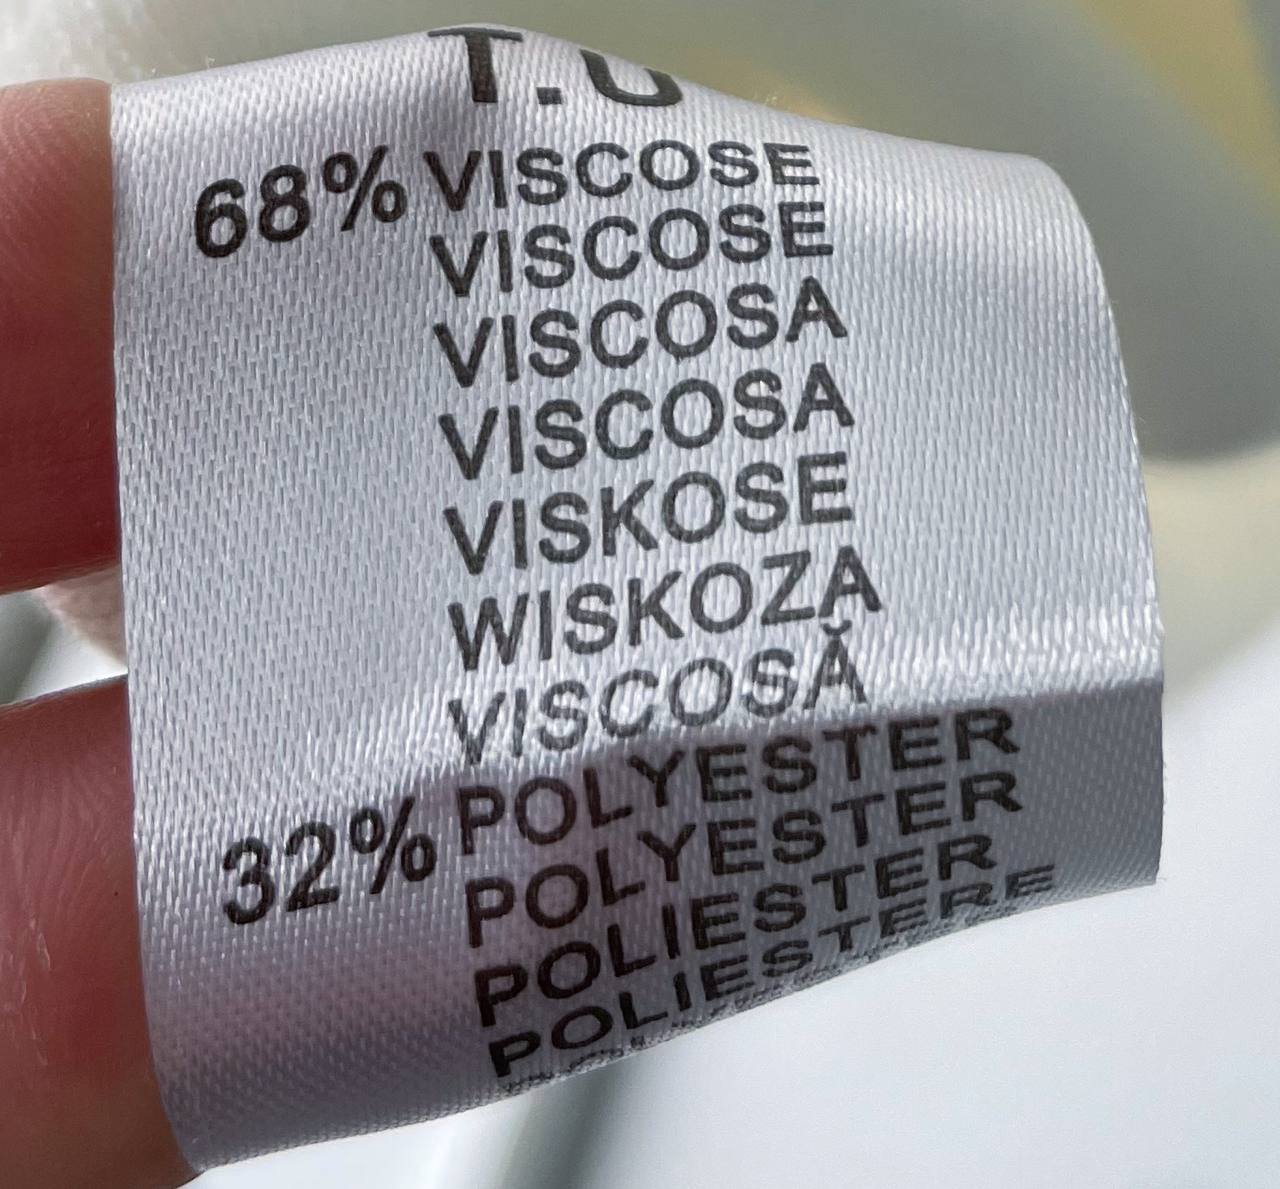 T.U
68% VISCOSE
VISCOSE
VISCOSA
VISCOSA
VISKOSE
WISKOZA
VISCOSĂ
32% POLYESTER
POLYESTER
POLIESTER
POLIESTERE